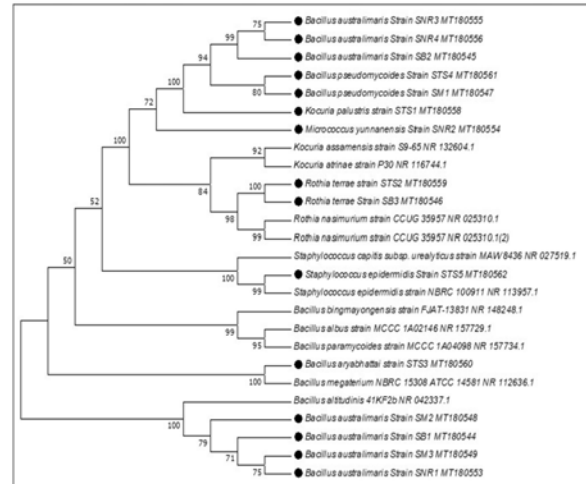 75
Bacillus australimaris Strain SNR3 MT180555
99
Bacillus australimaris Strain SNR4 MT180556
94
Bacillus australimaris Strain SB2 MT180545
100
Bacillus pseudomycoides Strain STS4 MT180561
80
Bacillus pseudomycoides Strain SM1 MT180547
72
Kocuria palustris strain STS1 MT180558
100
Micrococcus yunnanensis Strain SNR2 MT180554
92
Kocuria assamensis strain S9-65 NR 132604.1
84
Kocuria atrinae strain P30 NR 116744.1
100
Rothia terrae strain STS2 MT180559
98
Rothia terrae Strain SB3 MT180546
52
Rothia nasimurium strain CCUG 35957 NR 025310.1
99
Rothia nasimurium strain CCUG 35957 NR 025310.1(2)
50
Staphylococcus capitis subsp. urealyticus strain MAW 8436 NR 027519.1
100
Staphylococcus epidermidis Strain STS5 MT180562
99
Staphylococcus epidermidis strain NBRC 100911 NR 113957.1
Bacillus bingmayongensis strain FJAT-13831 NR 148248.1
99
Bacillus albus strain MCCC 1A02146 NR 157729.1
95
Bacillus paramycoides strain MCCC 1A04098 NR 157734.1
Bacillus aryabhattai strain STS3 MT180560
100
Bacillus megaterium NBRC 15308 ATCC 14581 NR 112636.1
Bacillus altitudinis 41KF2b NR 042337.1
100
Bacillus australimaris Strain SM2 MT180548
79
Bacillus australimaris Strain SB1 MT180544
71
Bacillus australimaris Strain SM3 MT180549
75
Bacillus australimaris Strain SNR1 MT180553